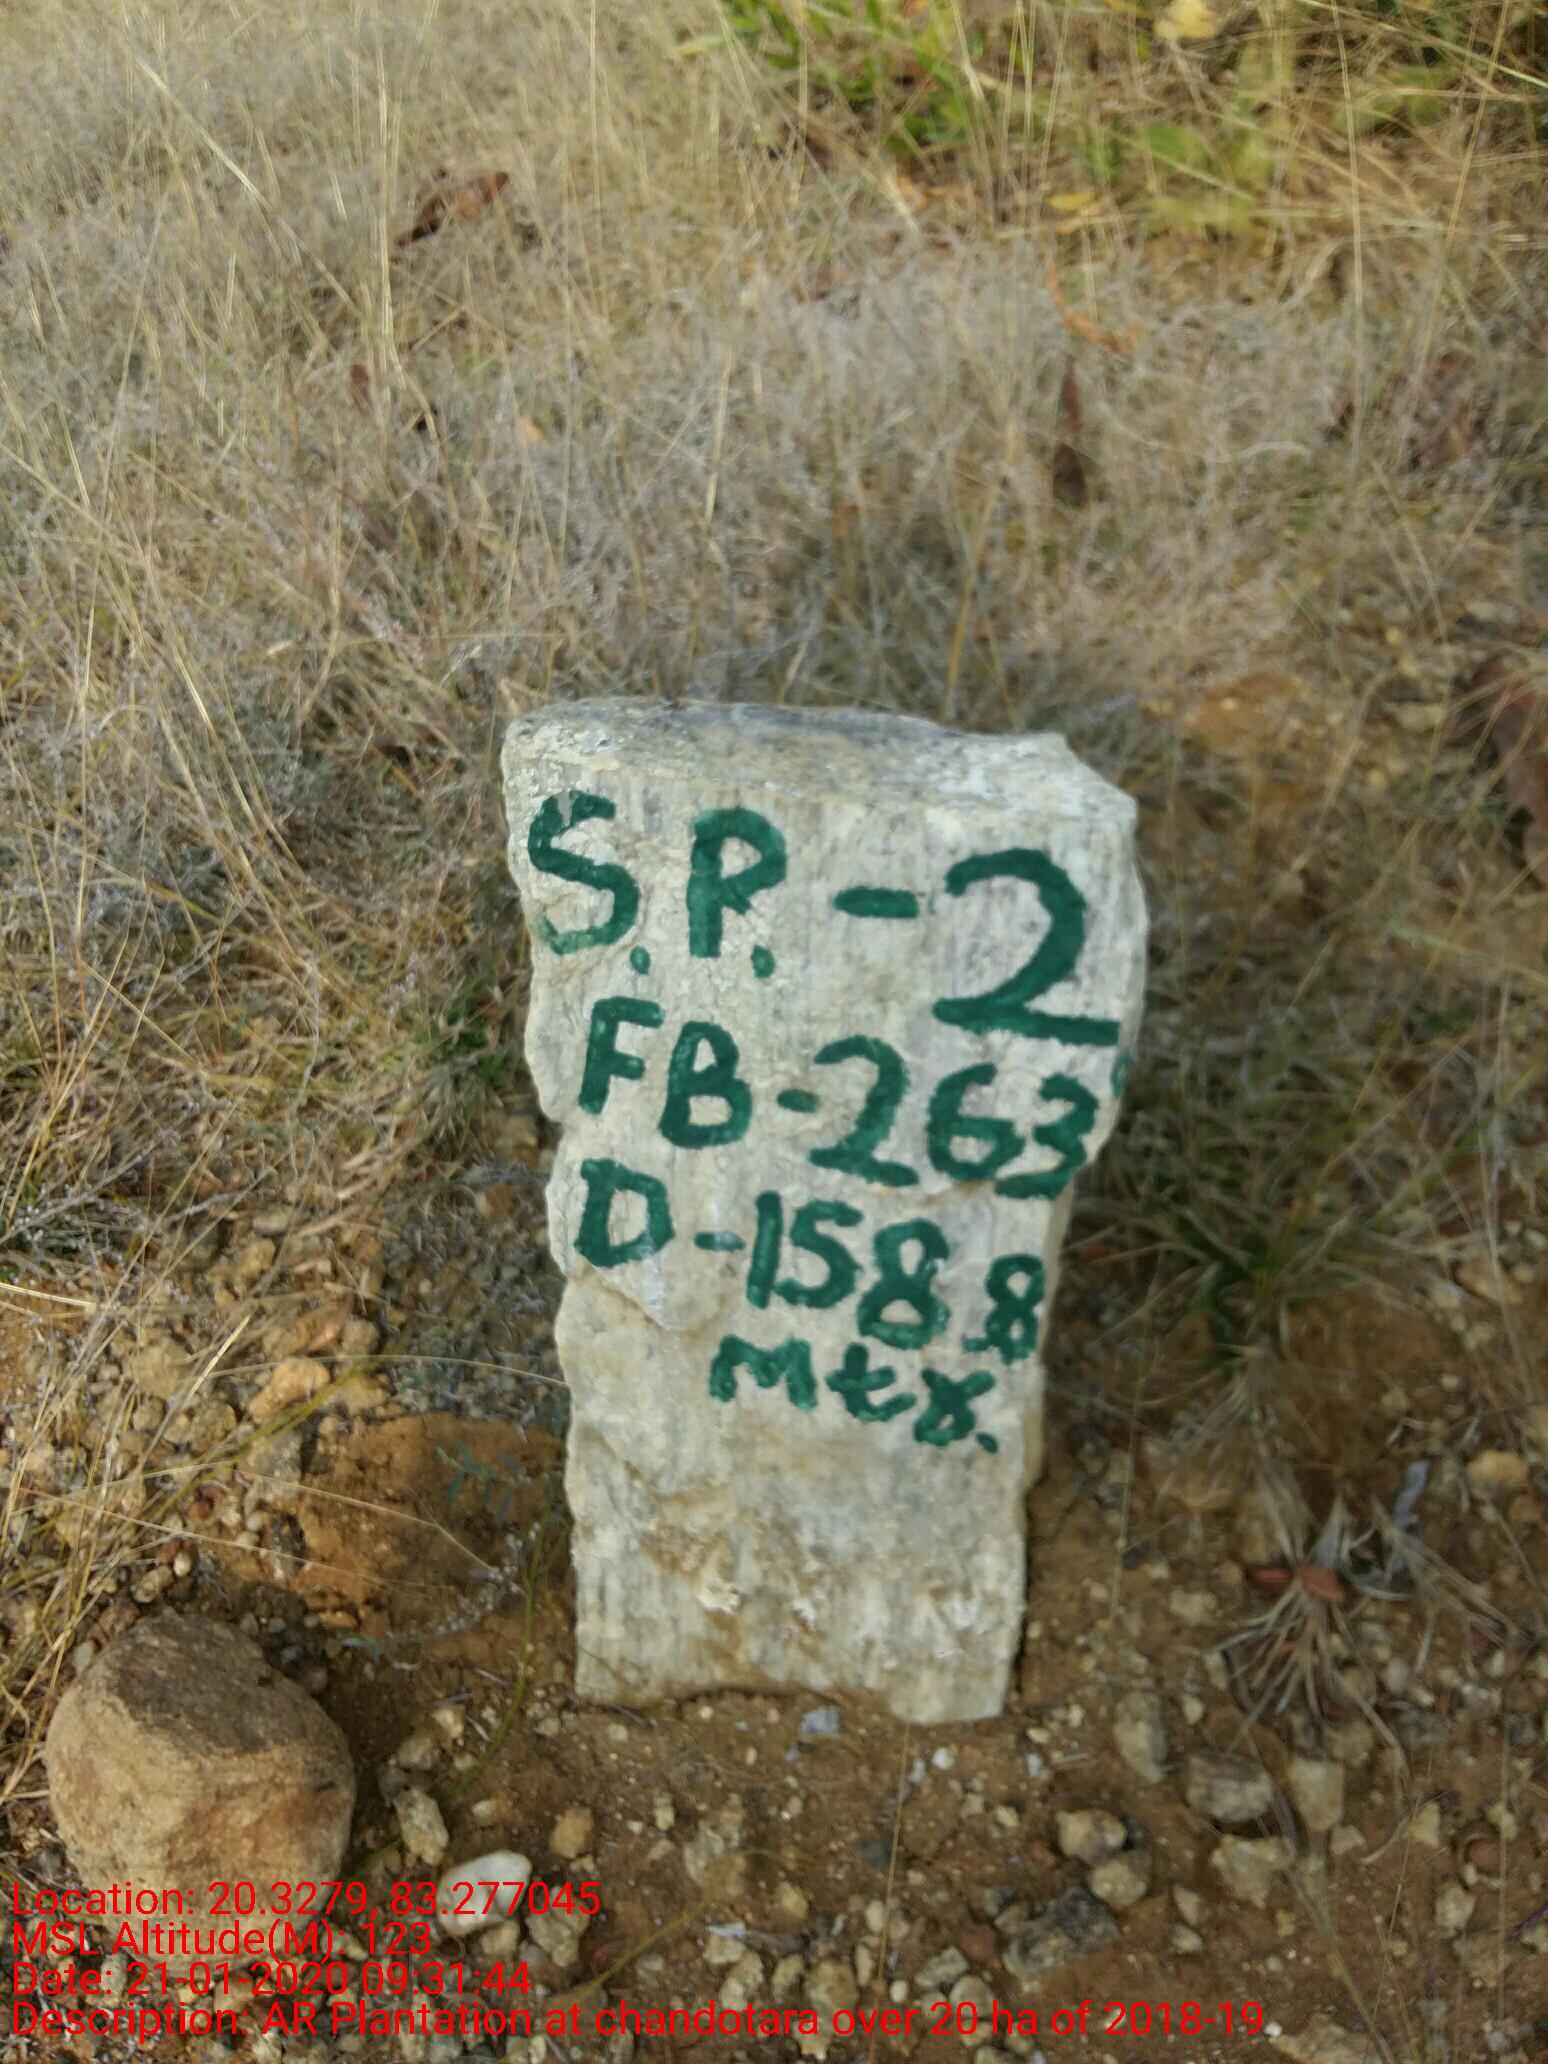 S.P. - 2
FB - 263°
D - 158.8
Mtr.
Location: 20.3279, 83.277045
MSL Altitude(M): 123
Date: 21-01-2020 09:31:44
Description: AR Plantation at chandotara over 20 ha of 2018-19